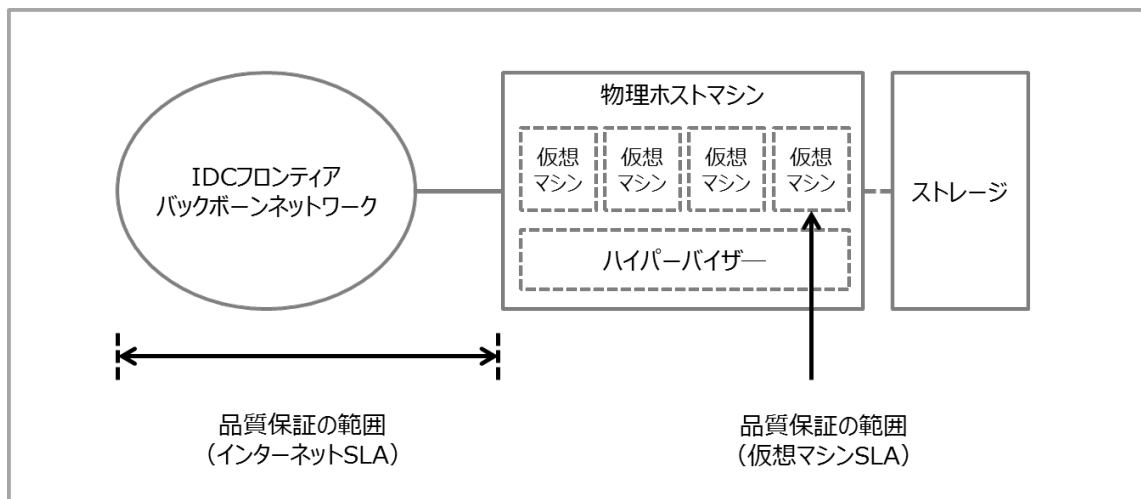 IDCフロンティア
バックボーンネットワーク
物理ホストマシン
仮想
マシン
仮想
マシン
仮想
マシン
仮想
マシン
ハイパーバイザ―
ストレージ
品質保証の範囲
（インターネットSLA）
品質保証の範囲
（仮想マシンSLA）